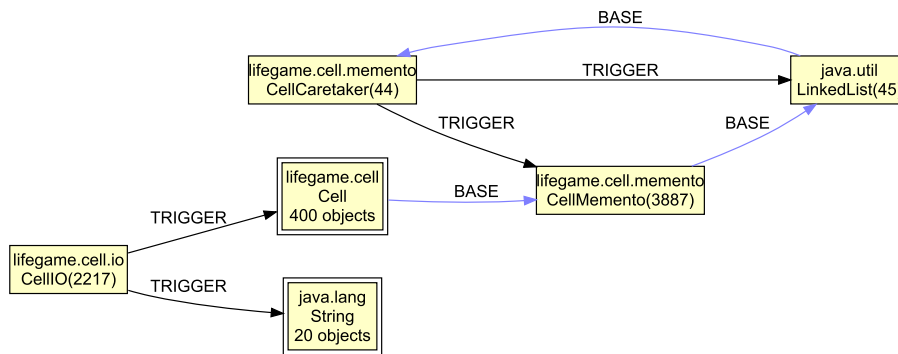 BASE
lifegame.cell.memento
CellCaretaker(44)
TRIGGER
java.util
LinkedList(45
TRIGGER
BASE
lifegame.cell
Cell
400 objects
BASE
lifegame.cell.memento
CellMemento(3887)
TRIGGER
lifegame.cell.io
CellIO(2217)
TRIGGER
java.lang
String
20 objects